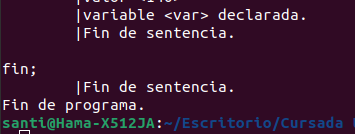 |variable <var> declarada.
|Fin de sentencia.
fin;
|Fin de sentencia.
Fin de programa.
santi@Hama-X512JA:~/Escritorio/Cursada